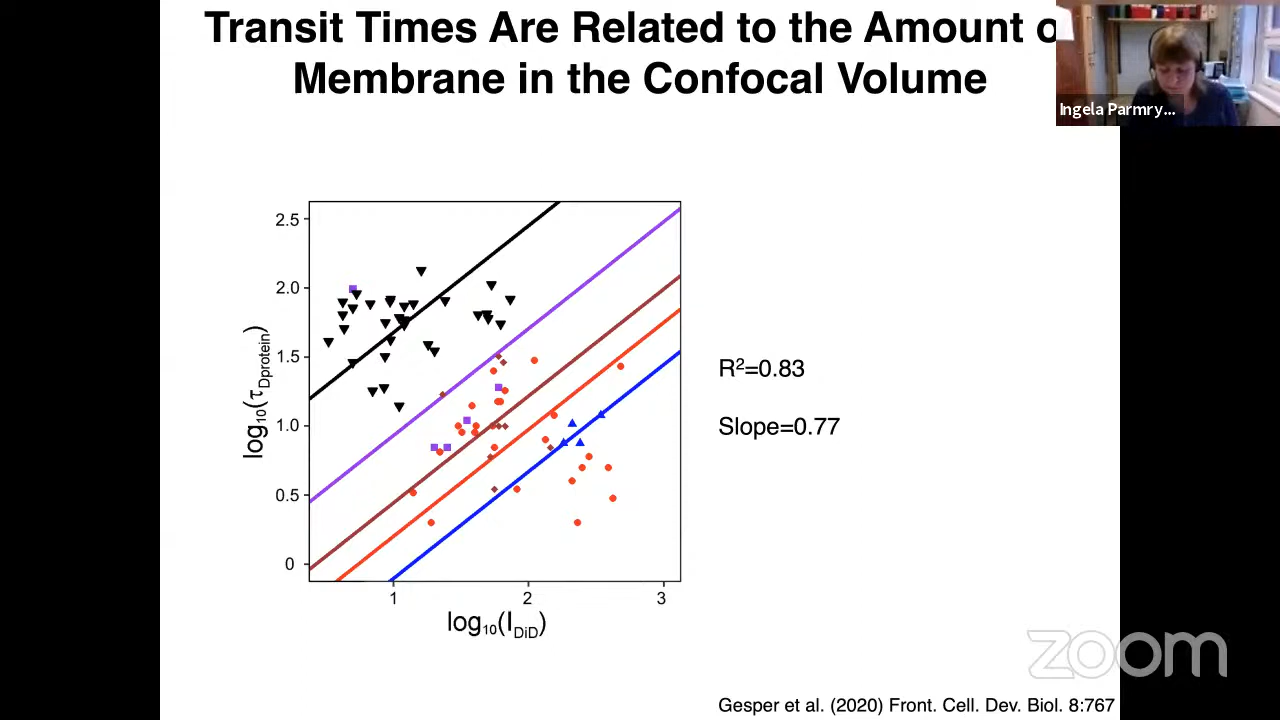 Transit Times Are Related to the Amount o
Membrane in the Confocal Volume
Ingela Parmry...
2.5
2.0
1.5
1.0
0.5
0
log₁₀(τDprotein)
1 2 3
log₁₀(IDiD)
R²=0.83
Slope=0.77
zoom
Gesper et al. (2020) Front. Cell. Dev. Biol. 8:767